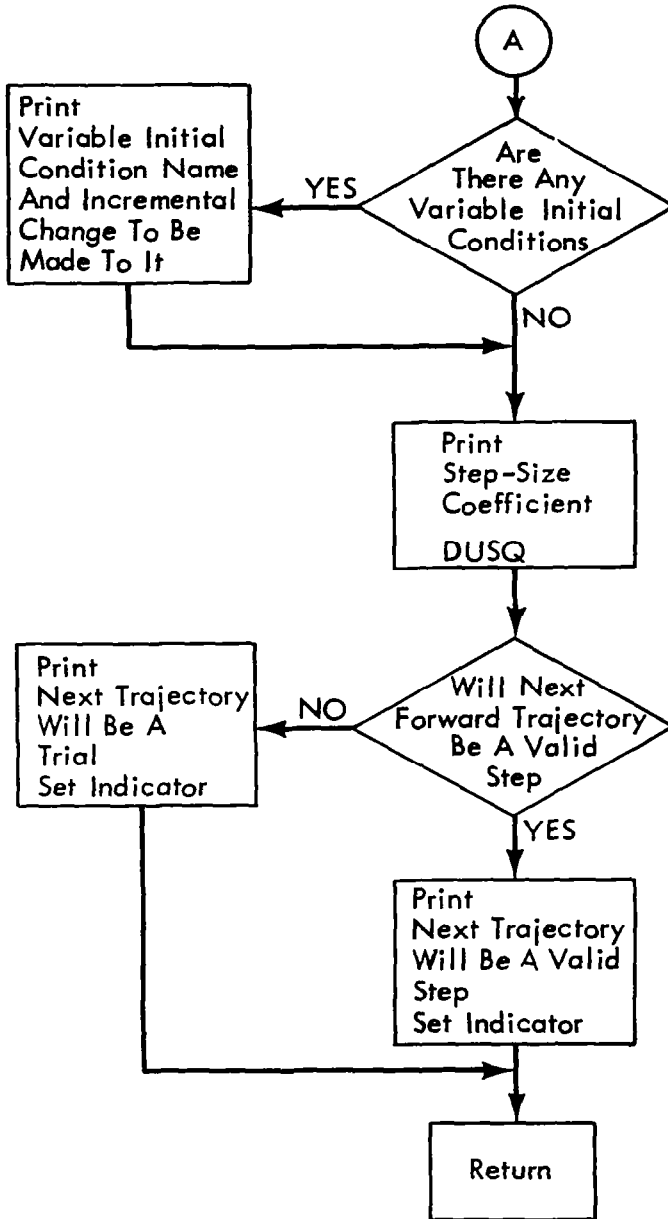 A
Are
There Any
Variable Initial
Conditions
YES
Print
Variable Initial
Condition Name
And Incremental
Change To Be
Made To It
NO
Print
Step-Size
Coefficient
DUSQ
Will Next
Forward Trajectory
Be A Valid
Step
NO
Print
Next Trajectory
Will Be A
Trial
Set Indicator
YES
Print
Next Trajectory
Will Be A Valid
Step
Set Indicator
Return